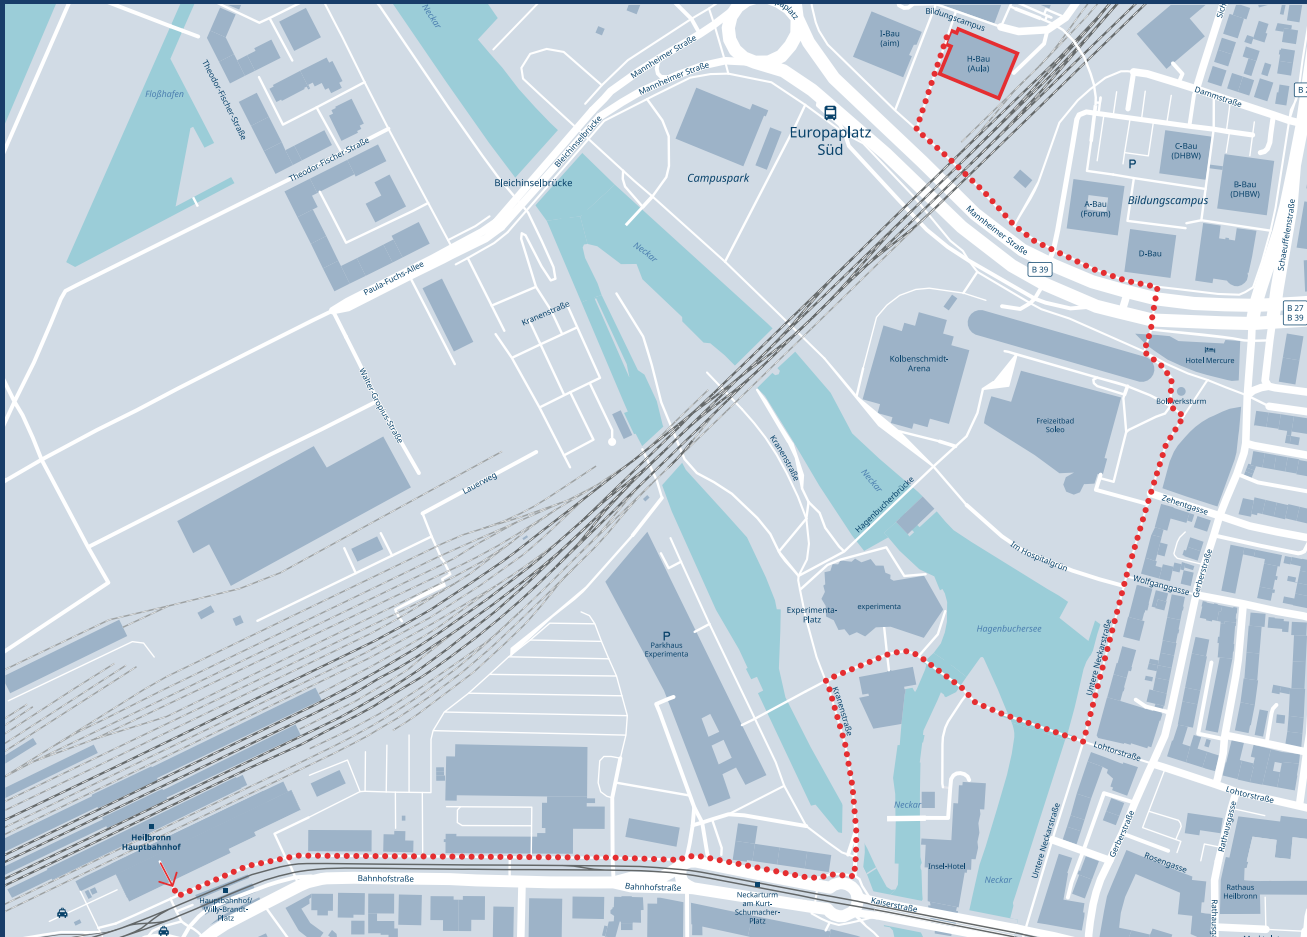 Neckar
Europaplatz
Bildungscampus
I-Bau
(aim)
H-Bau
(Aula)
Mannheimer Straße
Mannheimer Straße
Theodor-Fischer-Straße
Floßhafen
Dammstraße
Europaplatz
Süd
Bleichinselbrücke
Theodor-Fischer-Straße
P
C-Bau
(DHBW)
Bleichinselbrücke
Campuspark
B-Bau
(DHBW)
A-Bau
(Forum)
Bildungscampus
Mannheimer Straße
Schaeuffelenstraße
Neckar
D-Bau
Paula-Fuchs-Allee
B 39
Kranenstraße
B 27
B 39
Kolbenschmidt-
Arena
Hotel Mercure
Walter-Gropius-Straße
Bollwerksturm
Freizeitbad
Soleo
Kranenstraße
Neckar
Lauerweg
Hagenbucherbrücke
Zehentgasse
Im Hospitalgrün
Gerberstraße
Wolfganggasse
Experimenta-
Platz
experimenta
Hagenbuchersee
P
Parkhaus
Experimenta
Untere Neckarstraße
Kranenstraße
Lohtorstraße
Lohtorstraße
Neckar
Heilbronn
Hauptbahnhof
Untere Neckarstraße
Gerberstraße
Rathausgasse
Rosengasse
Insel-Hotel
Bahnhofstraße
Bahnhofstraße
Neckar
Hauptbahnhof/
Willy-Brandt-
Platz
Neckarturm
am Kurt-
Schumacher-
Platz
Kaiserstraße
Rathaus
Heilbronn